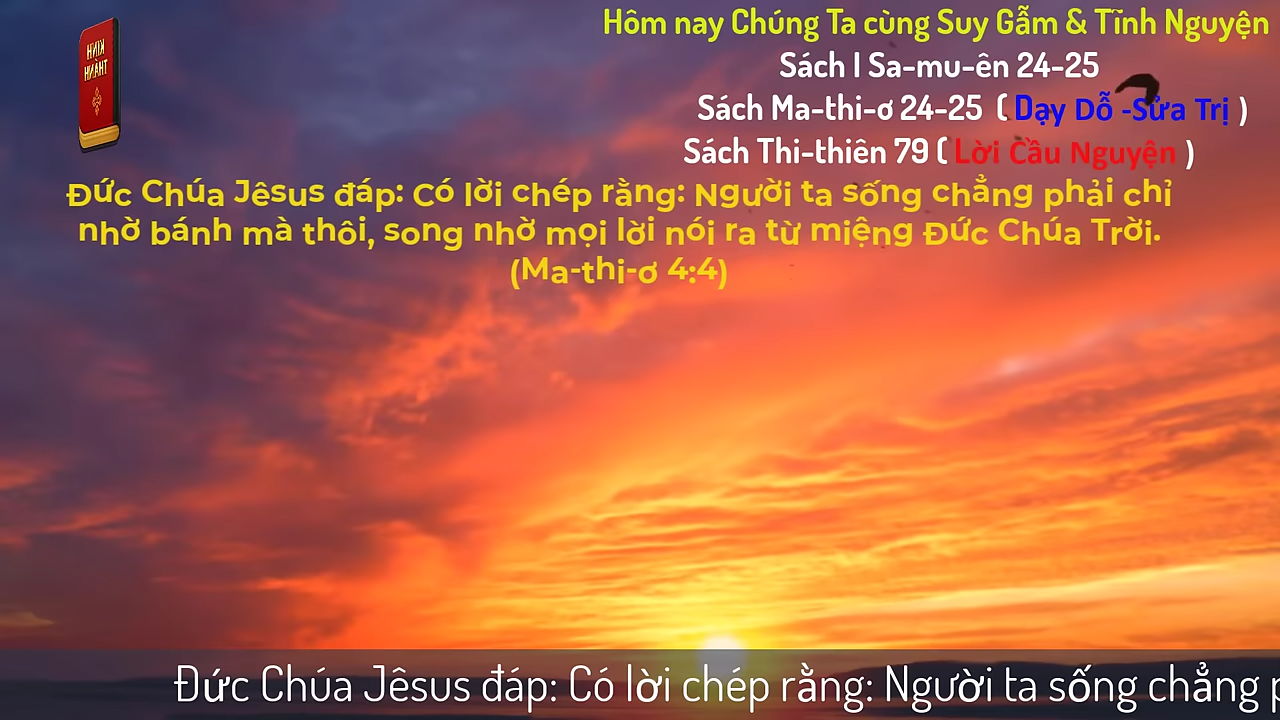 KINH
THÁNH
Hôm nay Chúng Ta cùng Suy Gẫm & Tĩnh Nguyện
Sách I Sa-mu-ên 24-25
Sách Ma-thi-ơ 24-25 ( Dạy Dỗ -Sửa Trị )
Sách Thi-thiên 79 ( Lời Cầu Nguyện )
Đức Chúa Jêsus đáp: Có lời chép rằng: Người ta sống chẳng phải chỉ
nhờ bánh mà thôi, song nhờ mọi lời nói ra từ miệng Đức Chúa Trời.
(Ma-thi-ơ 4:4)
Đức Chúa Jêsus đáp: Có lời chép rằng: Người ta sống chẳng p